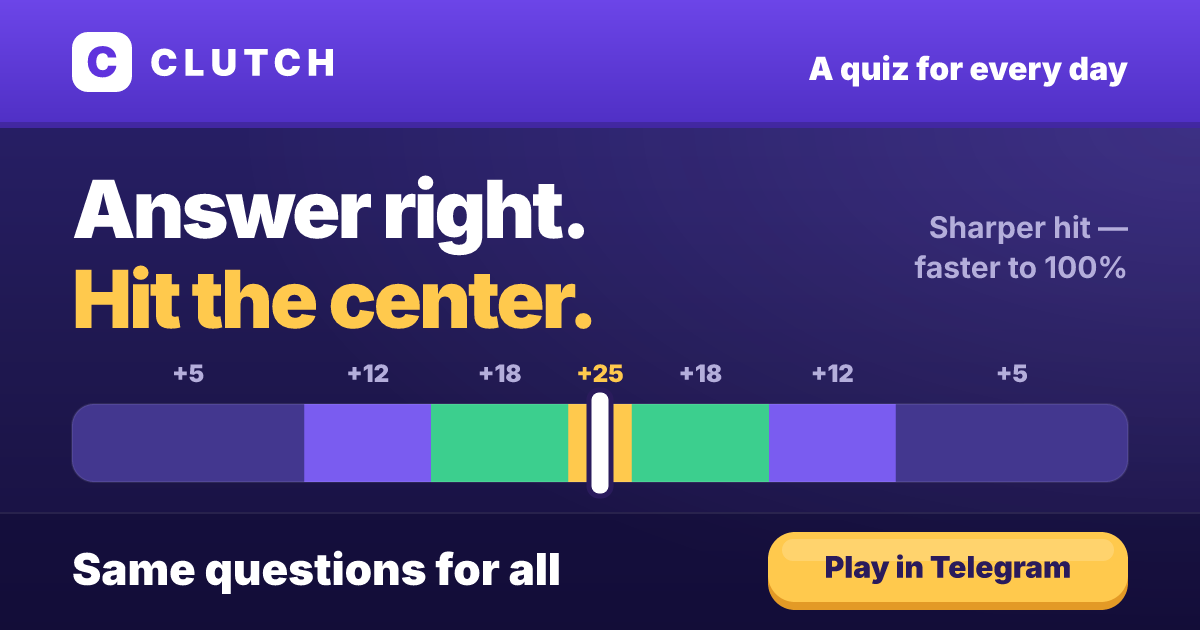 C CLUTCH
A quiz for every day
Answer right.
Hit the center.
Sharper hit —
faster to 100%
+5 +12 +18 +25 +18 +12 +5
Same questions for all
Play in Telegram